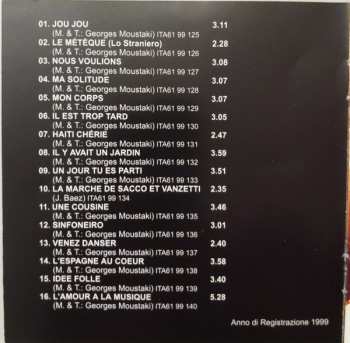 01. JOU JOU 3.11
(M. & T.: Georges Moustaki) ITA61 99 125
02. LE MÉTÈQUE (Lo Straniero) 2.28
(M. & T.: Georges Moustaki) ITA61 99 126
03. NOUS VOULIONS 3.08
(M. & T.: Georges Moustaki) ITA61 99 127
04. MA SOLITUDE 3.07
(M. & T.: Georges Moustaki) ITA61 99 128
05. MON CORPS 3.07
(M. & T.: Georges Moustaki) ITA61 99 129
06. IL EST TROP TARD 3.05
(M. & T.: Georges Moustaki) ITA61 99 130
07. HAITI CHÉRIE 2.47
(M. & T.: Georges Moustaki) ITA61 99 131
08. IL Y AVAIT UN JARDIN 3.59
(M. & T.: Georges Moustaki) ITA61 99 132
09. UN JOUR TU ES PARTI 3.51
(M. & T.: Georges Moustaki) ITA61 99 133
10. LA MARCHE DE SACCO ET VANZETTI 2.35
(J. Baez) ITA61 99 134
11. UNE COUSINE 3.46
(M. & T.: Georges Moustaki) ITA61 99 135
12. SINFONEIRO 3.01
(M. & T.: Georges Moustaki) ITA61 99 136
13. VENEZ DANSER 2.40
(M. & T.: Georges Moustaki) ITA61 99 137
14. L'ESPAGNE AU COEUR 3.58
(M. & T.: Georges Moustaki) ITA61 99 138
15. IDEE FOLLE 3.40
(M. & T.: Georges Moustaki) ITA61 99 139
16. L'AMOUR A LA MUSIQUE 5.28
(M. & T.: Georges Moustaki) ITA61 99 140
Anno di Registrazione 1999